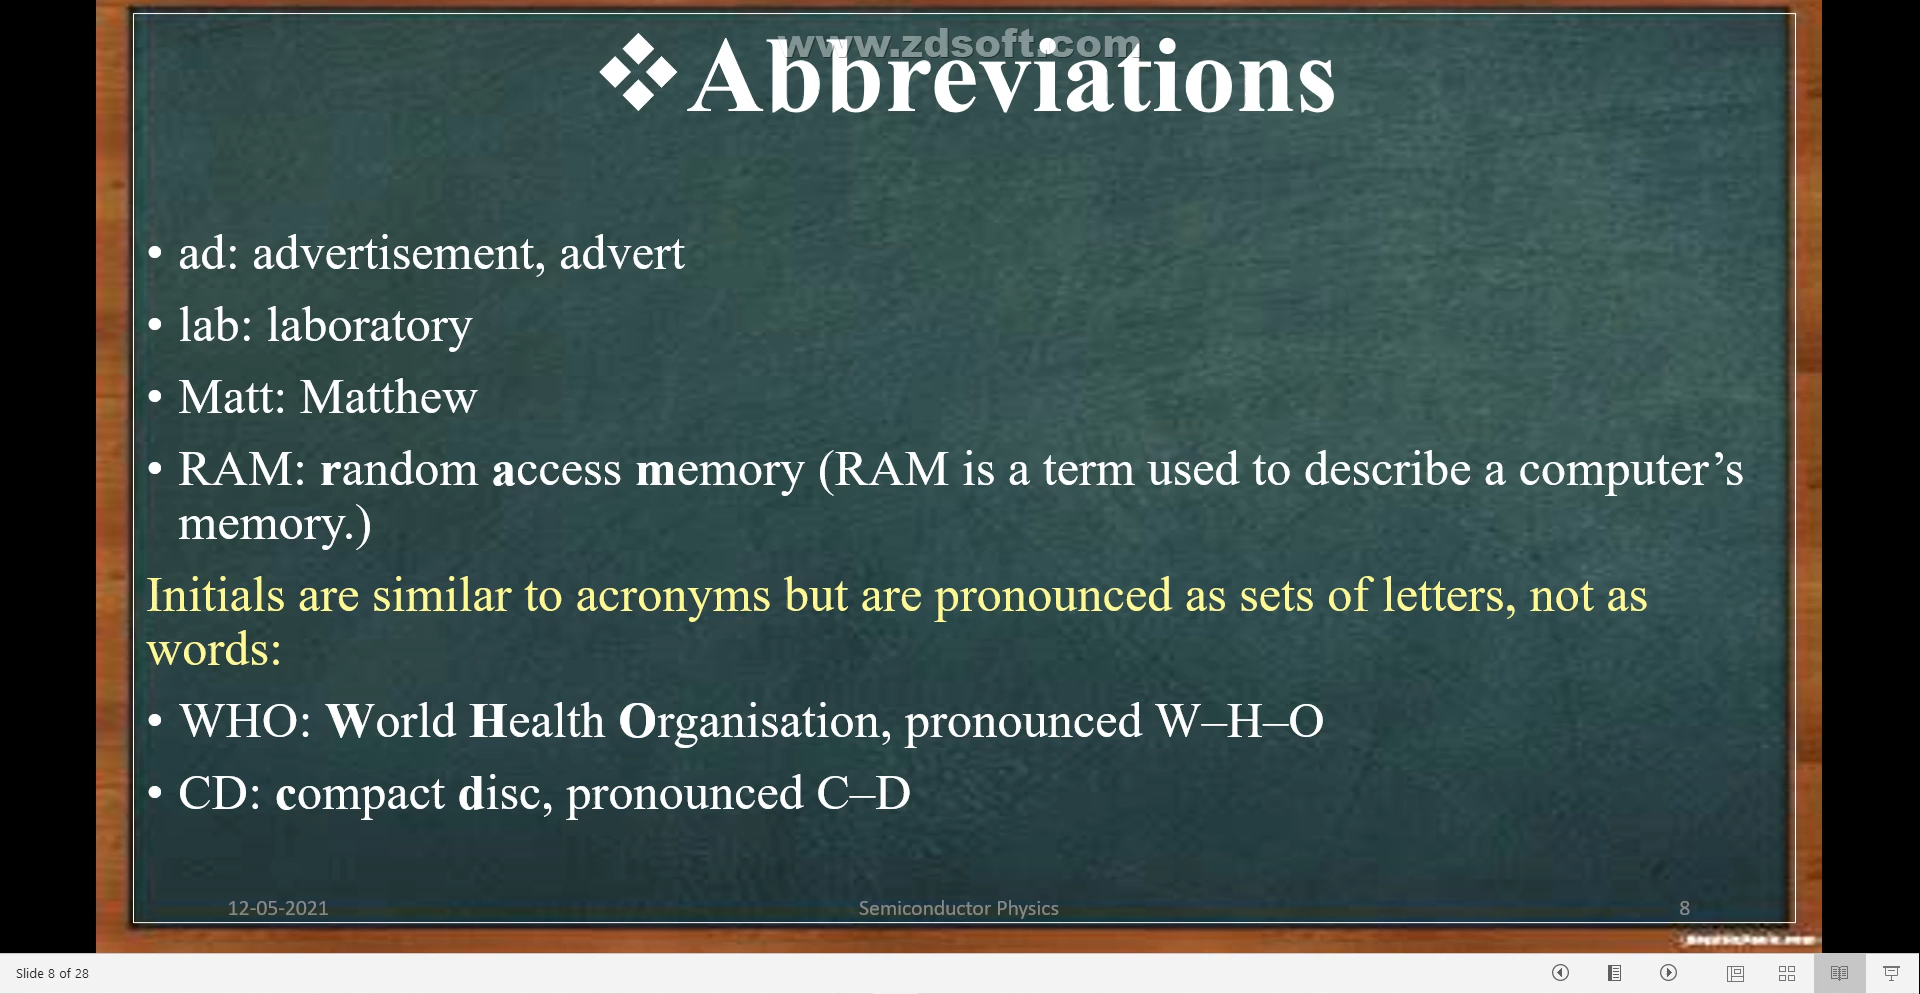 www.zdsoft.com
❖Abbreviations
• ad: advertisement, advert
• lab: laboratory
• Matt: Matthew
• RAM: random access memory (RAM is a term used to describe a computer’s
memory.)
Initials are similar to acronyms but are pronounced as sets of letters, not as
words:
• WHO: World Health Organisation, pronounced W–H–O
• CD: compact disc, pronounced C–D
12-05-2021 Semiconductor Physics 8
Slide 8 of 28